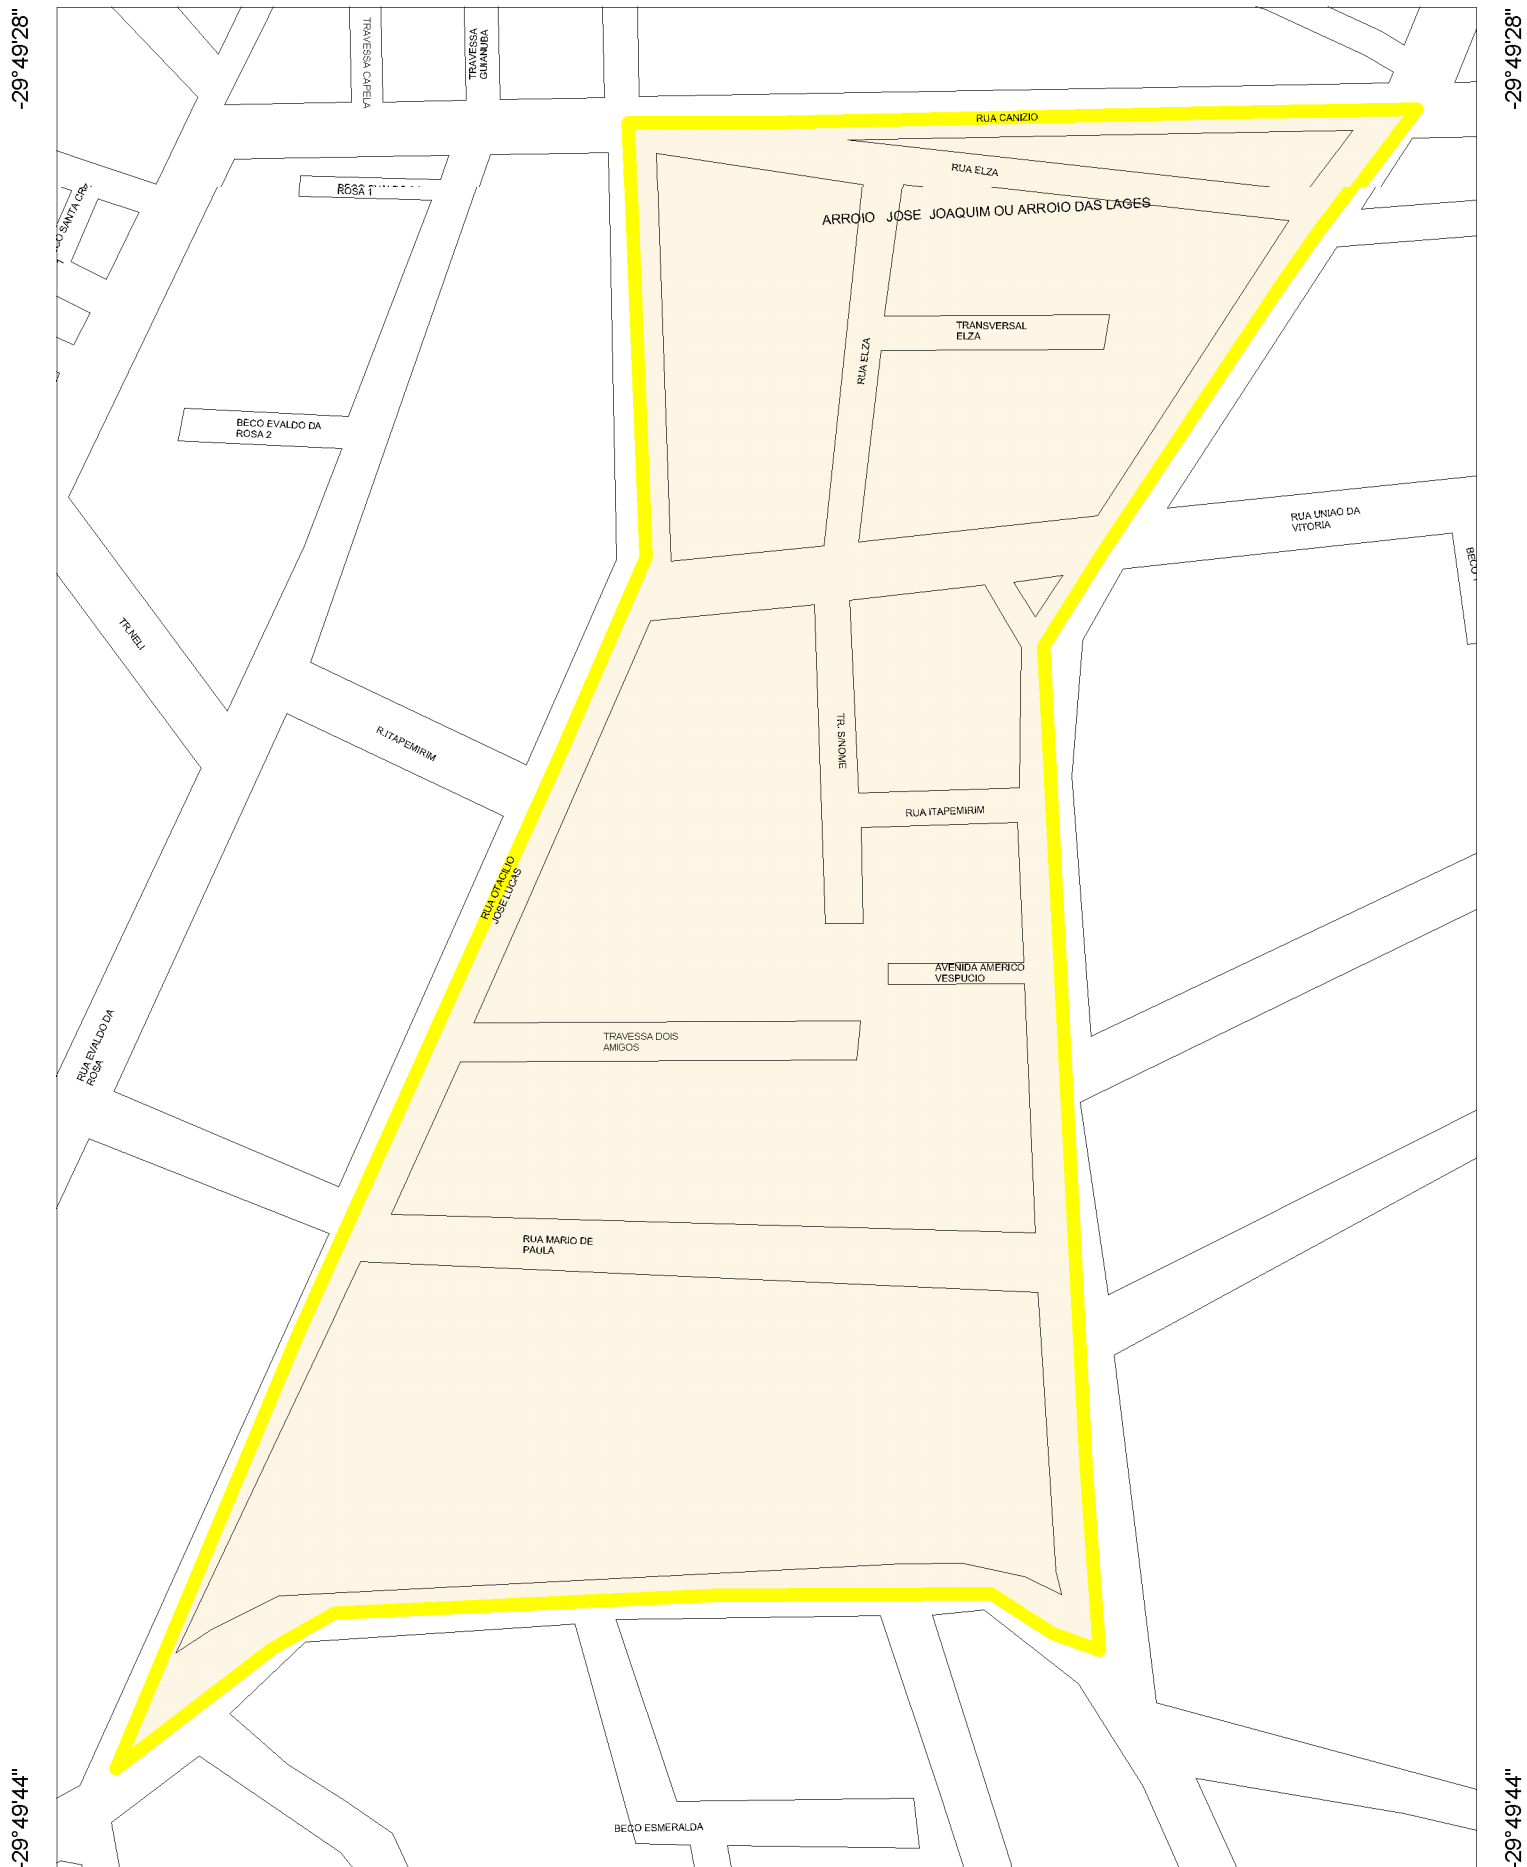 -29°49'28"
-29°49'28"
TRAVESSA CAPELA
TRAVESSA
GUIANUBA
RUA CANIZIO
RUA ELZA
ROSA 1
SANTA
ARROIO JOSE JOAQUIM OU ARROIO DAS LAGES
TRANSVERSAL
ELZA
RUA ELZA
BECO EVALDO DA
ROSA 2
RUA UNIAO DA
VITORIA
BECO
TR.NELI
R.ITAPEMIRIM
TR. S/NOME
RUA ITAPEMIRIM
RUA OTACILIO
JOSE LUCAS
AVENIDA AMERICO
VESPUCIO
TRAVESSA DOIS
AMIGOS
RUA EVALDO DA
ROSA
RUA MARIO DE
PAULA
BECO ESMERALDA
-29°49'44"
-29°49'44"